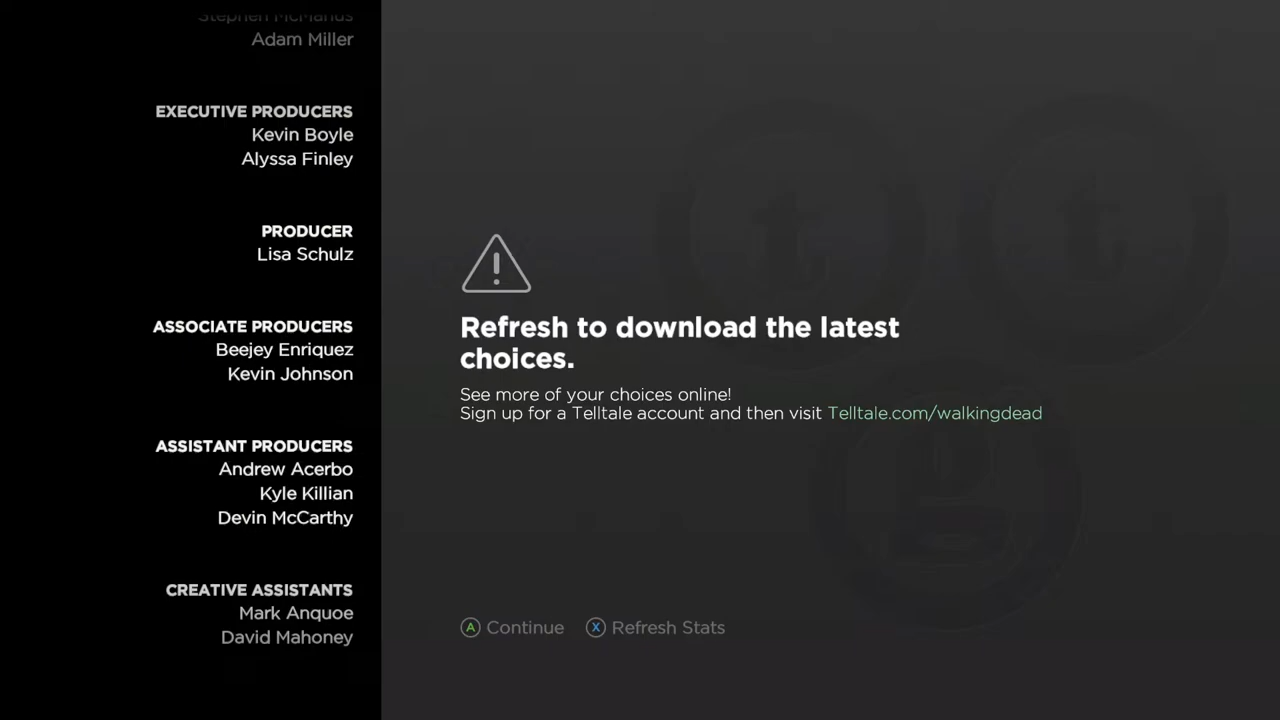 Stephen McManus
Adam Miller
EXECUTIVE PRODUCERS
Kevin Boyle
Alyssa Finley
PRODUCER
Lisa Schulz
ASSOCIATE PRODUCERS
Beejey Enriquez
Kevin Johnson
ASSISTANT PRODUCERS
Andrew Acerbo
Kyle Killian
Devin McCarthy
CREATIVE ASSISTANTS
Mark Anquoe
David Mahoney
Refresh to download the latest
choices.
See more of your choices online!
Sign up for a Telltale account and then visit Telltale.com/walkingdead
A Continue X Refresh Stats